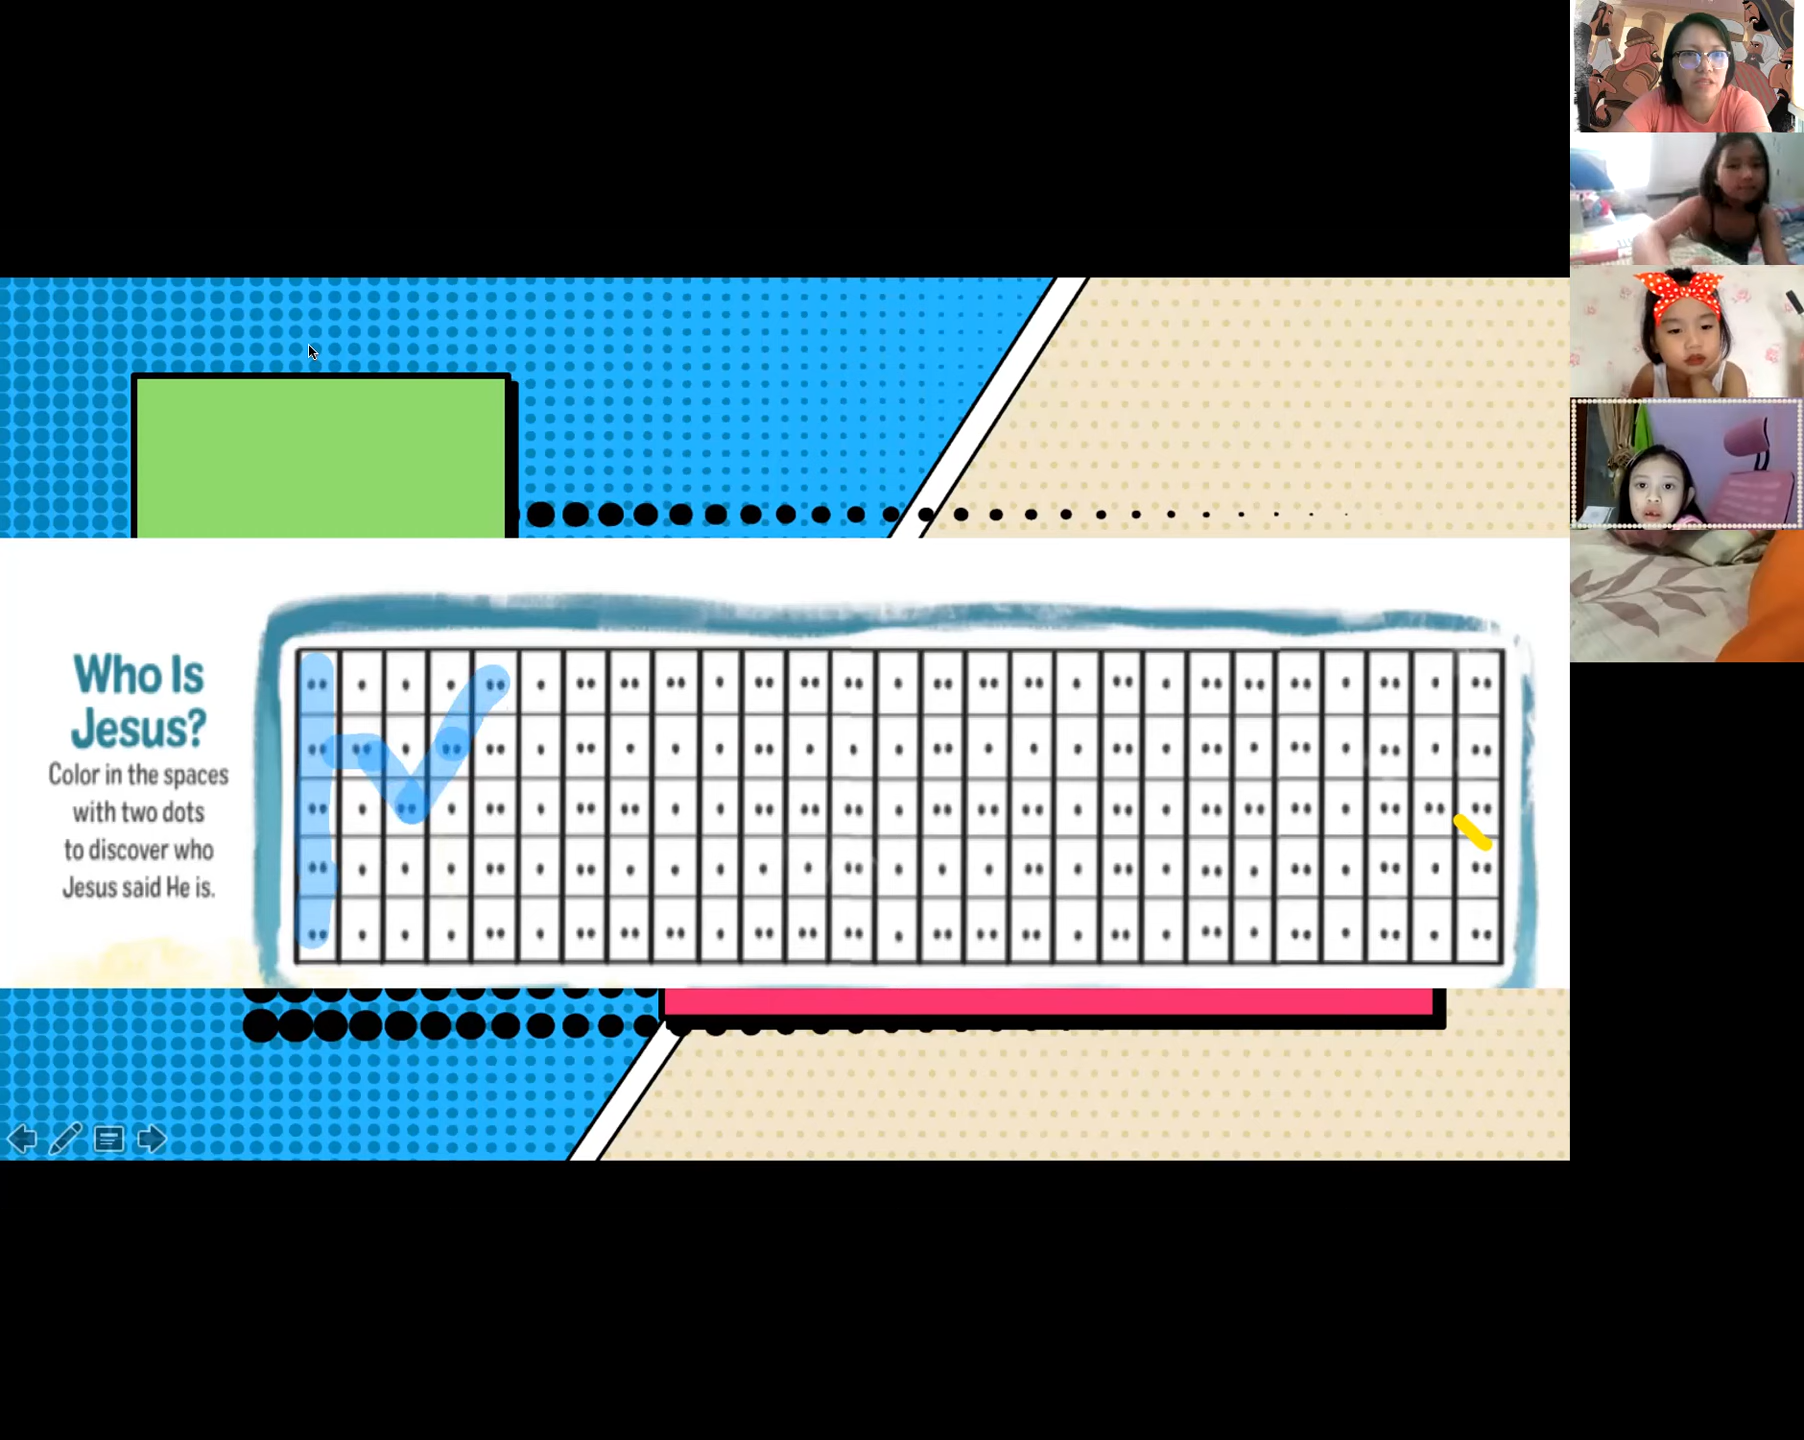 Who Is
Jesus?
Color in the spaces
with two dots
to discover who
Jesus said He is.